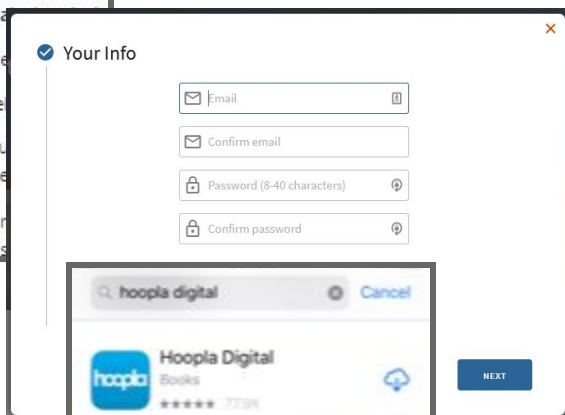 Your Info
Email
Confirm email
Password (8-40 characters)
Confirm password
hoopla digital
Cancel
Hoopla Digital
hoopla
Books
NEXT